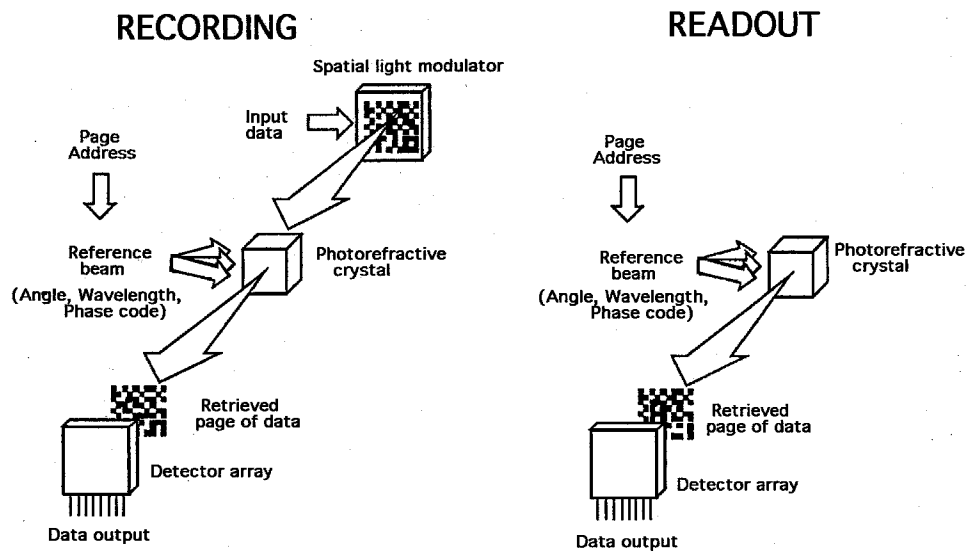 RECORDING
Spatial light modulator
Input
data
Page
Address
Reference
beam
(Angle, Wavelength,
Phase code)
Photorefractive
crystal
Retrieved
page of data
Detector array
Data output
READOUT
Page
Address
Reference
beam
(Angle, Wavelength,
Phase code)
Photorefractive
crystal
Retrieved
page of data
Detector array
Data output